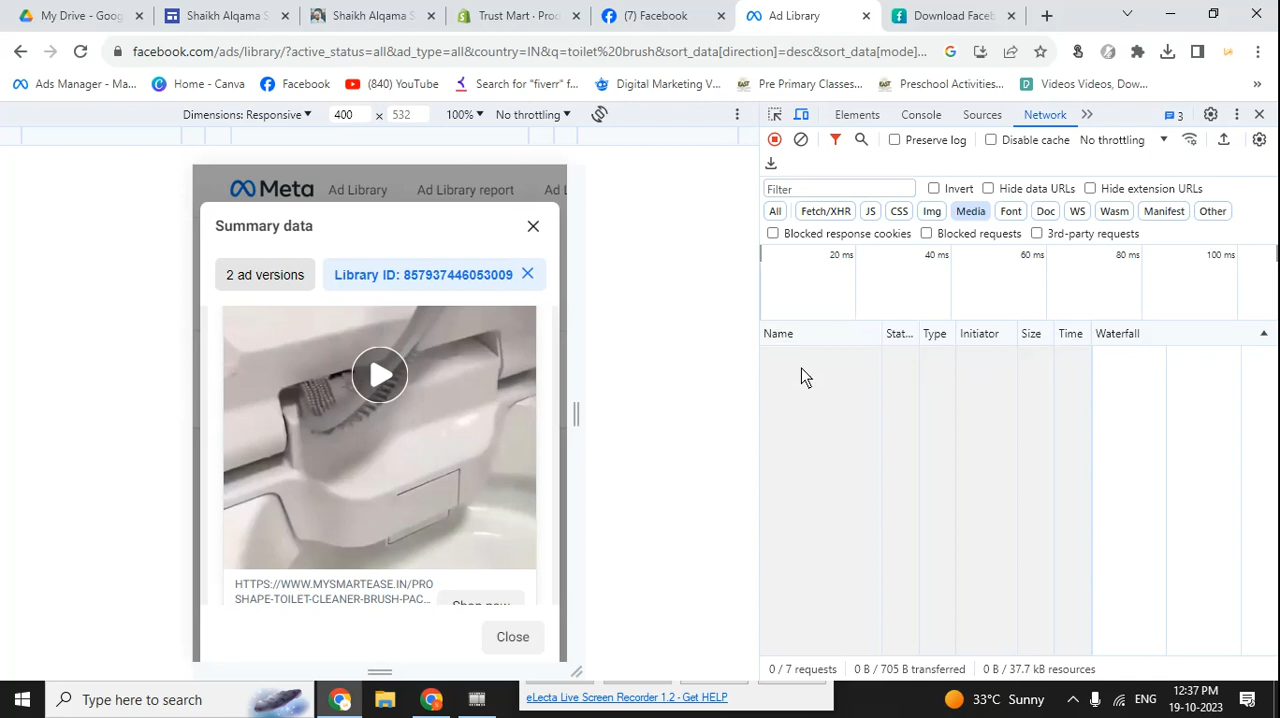 My Drive - Goog
Shaikh Alqama S
Shaikh Alqama S
Trust Mart · Proc
(7) Facebook
Ad Library
Download Faceb
facebook.com/ads/library/?active_status=all&ad_type=all&country=IN&q=toilet%20brush&sort_data[direction]=desc&sort_data[mode]...
Ads Manager - Ma...
Home - Canva
Facebook
(840) YouTube
Search for "fiverr" f...
Digital Marketing V...
Pre Primary Classes...
Preschool Activitie...
Videos Videos, Dow...
Dimensions: Responsive
400 × 532
100%
No throttling
Elements
Console
Sources
Network
3
Preserve log
Disable cache
No throttling
Filter
Invert
Hide data URLs
Hide extension URLs
All
Fetch/XHR
JS
CSS
Img
Media
Font
Doc
WS
Wasm
Manifest
Other
Blocked response cookies
Blocked requests
3rd-party requests
20 ms
40 ms
60 ms
80 ms
100 ms
Name
Stat...
Type
Initiator
Size
Time
Waterfall
Meta
Ad Library
Ad Library report
Ad L
Summary data
2 ad versions
Library ID: 857937446053009
HTTPS://WWW.MYSMARTEASE.IN/PRO
SHAPE-TOILET-CLEANER-BRUSH-PAC...
Shop now
Close
0 / 7 requests
0 B / 705 B transferred
0 B / 37.7 kB resources
Type here to search
eLecta Live Screen Recorder 1.2 - Get HELP
33°C Sunny
ENG
12:37 PM
19-10-2023